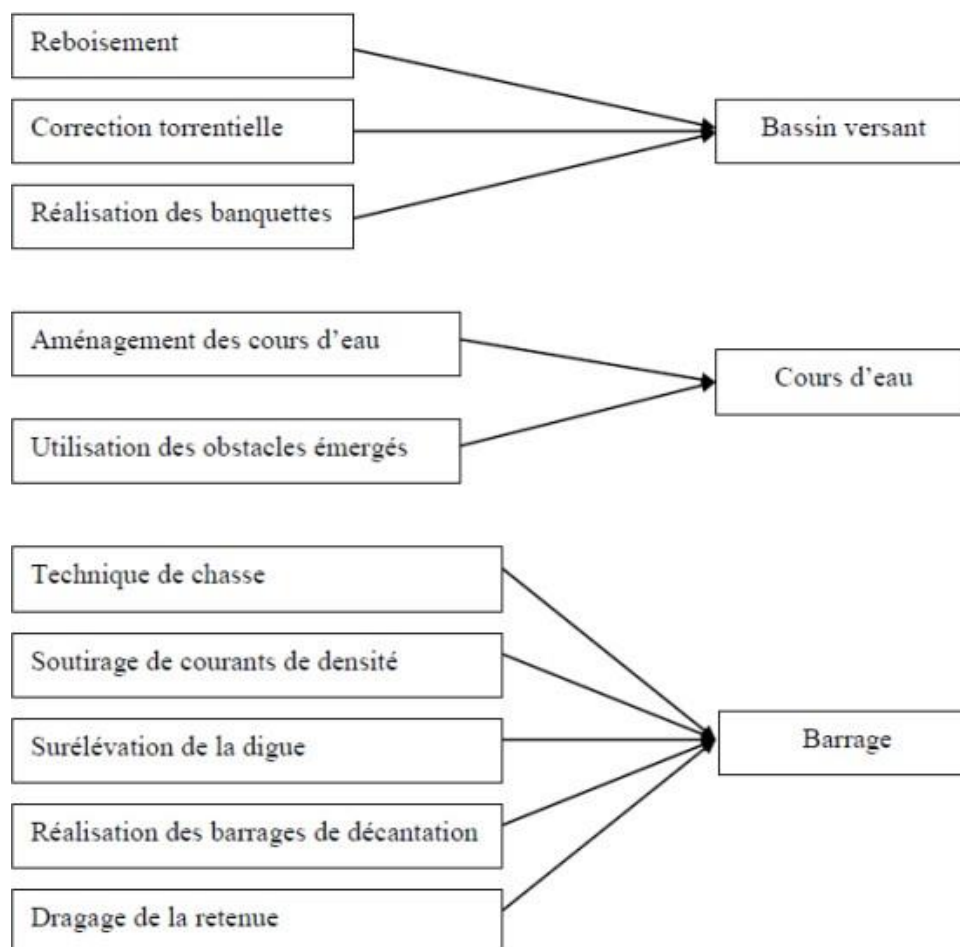 Reboisement
Correction torrentielle
Bassin versant
Réalisation des banquettes
Aménagement des cours d'eau
Cours d'eau
Utilisation des obstacles émergés
Technique de chasse
Soutirage de courants de densité
Surélévation de la digue
Barrage
Réalisation des barrages de décantation
Dragage de la retenue